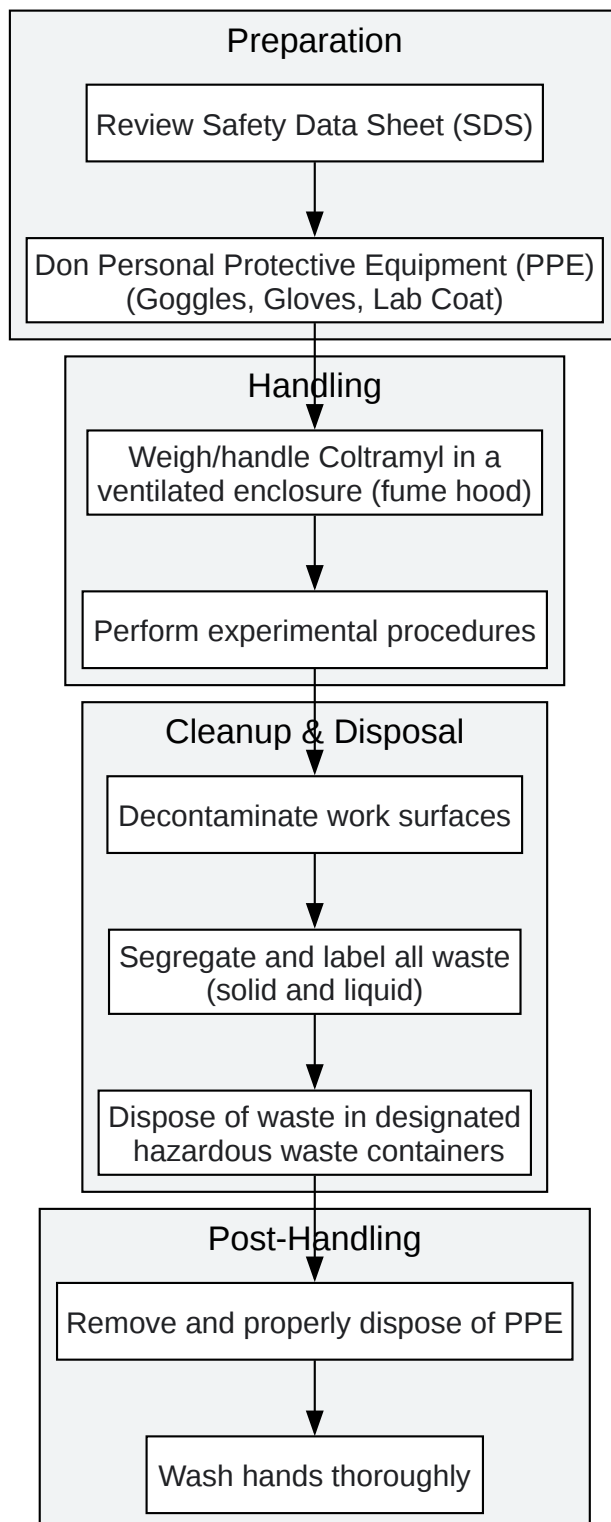 Preparation
Review Safety Data Sheet (SDS)
Don Personal Protective Equipment (PPE)
(Goggles, Gloves, Lab Coat)
Handling
Weigh/handle Coltramyl in a
ventilated enclosure (fume hood)
Perform experimental procedures
Cleanup & Disposal
Decontaminate work surfaces
Segregate and label all waste
(solid and liquid)
Dispose of waste in designated
hazardous waste containers
Post-Handling
Remove and properly dispose of PPE
Wash hands thoroughly